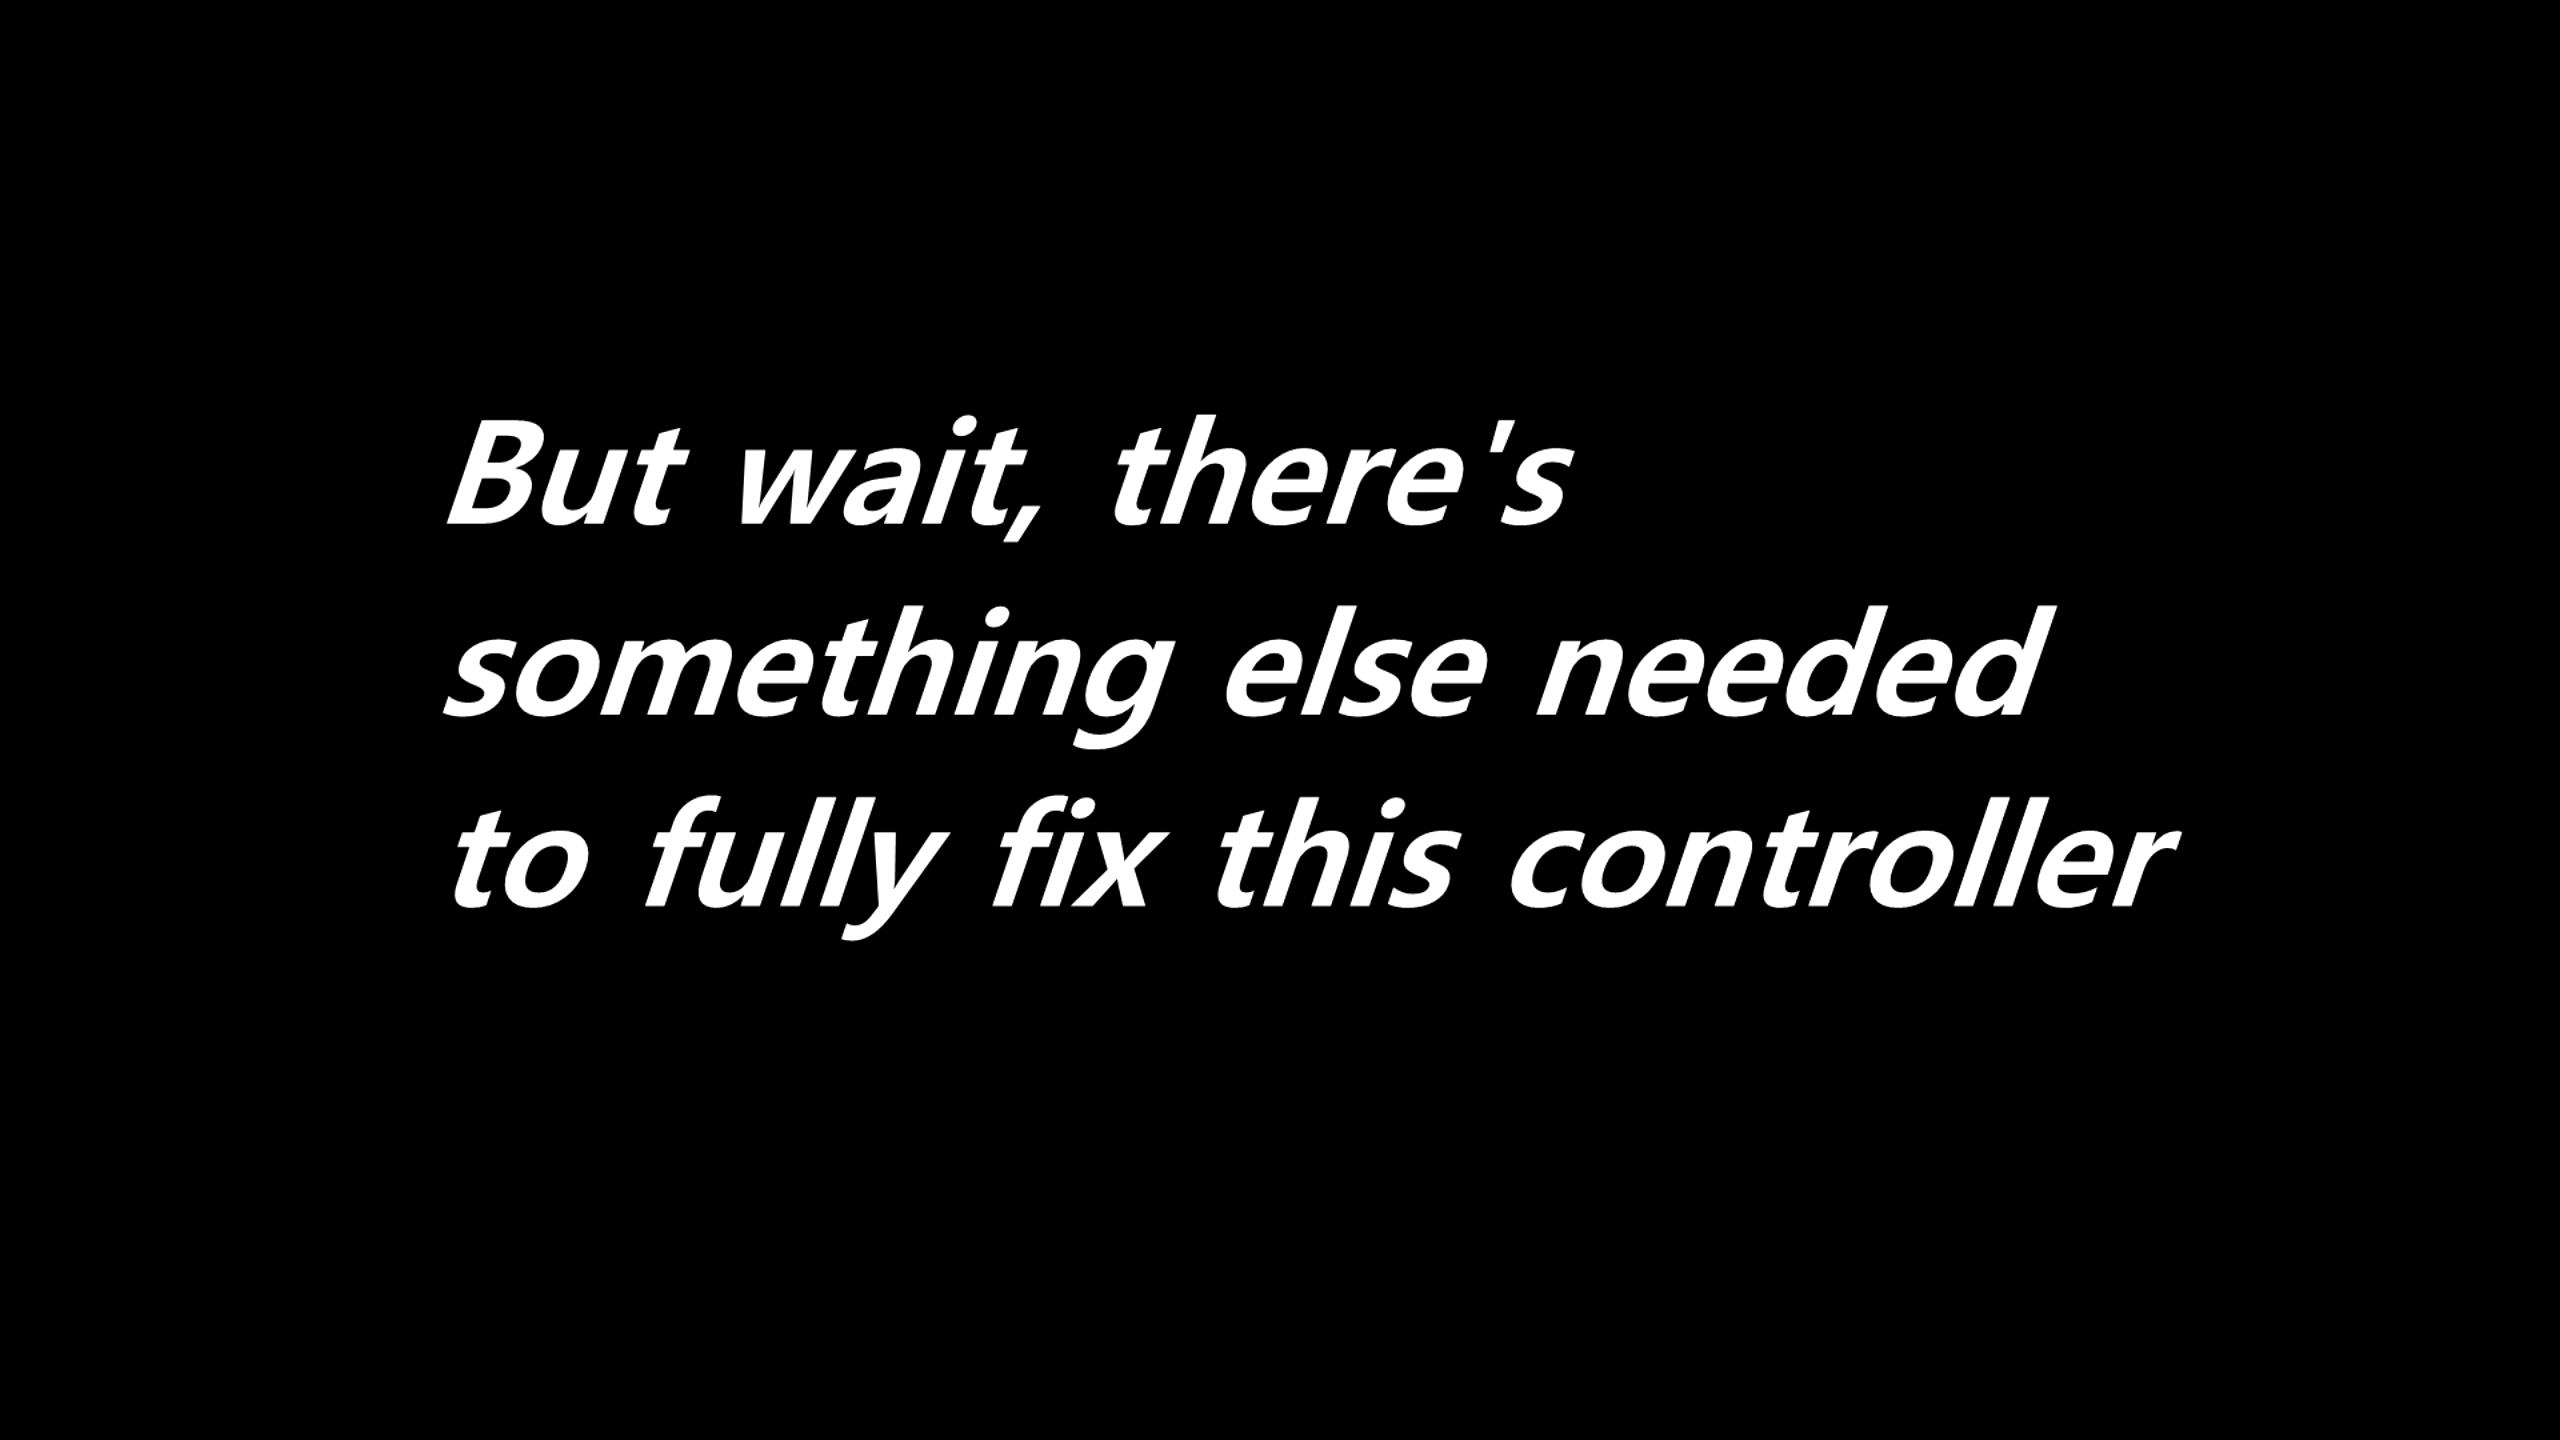 But wait, there's
something else needed
to fully fix this controller